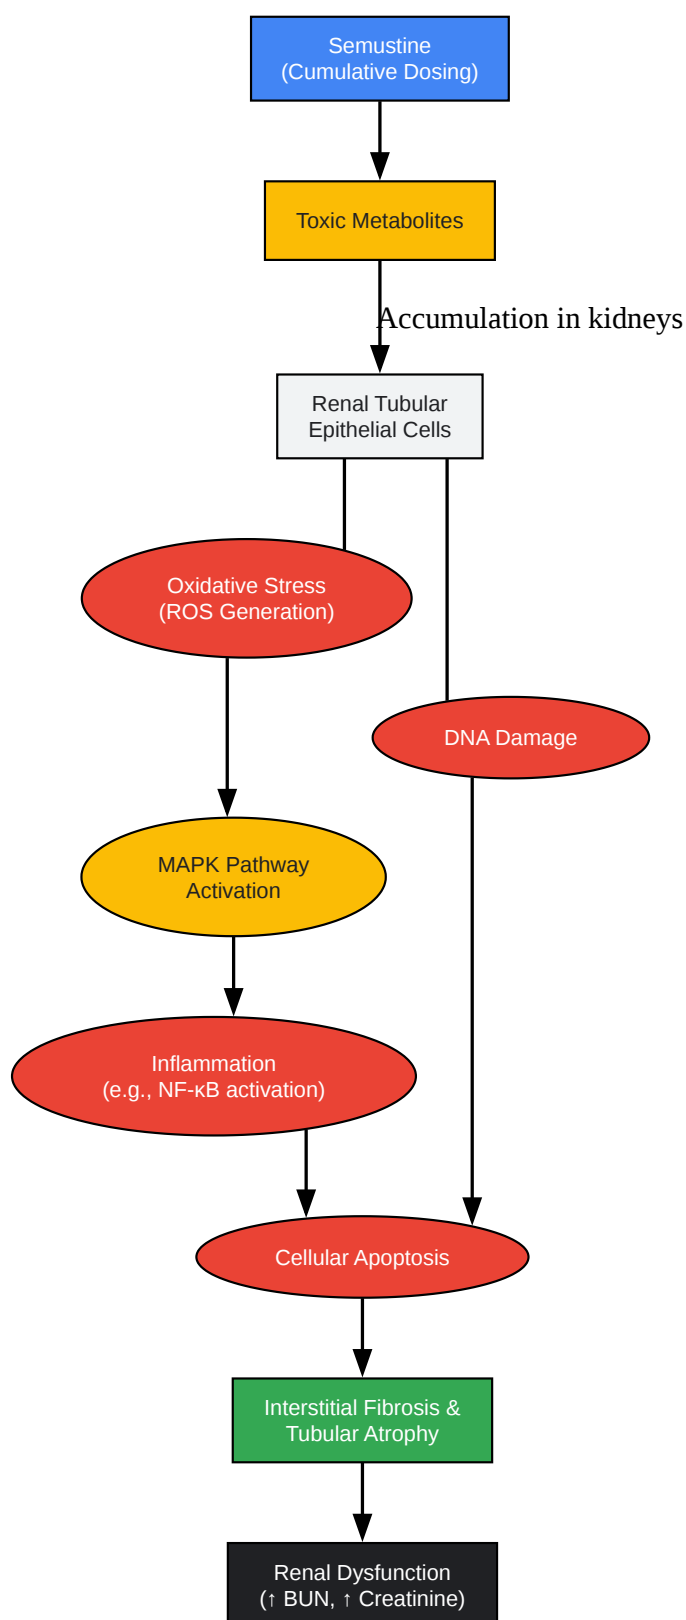 Semustine
(Cumulative Dosing)
Toxic Metabolites
Accumulation in kidneys
Renal Tubular
Epithelial Cells
Oxidative Stress
(ROS Generation)
DNA Damage
MAPK Pathway
Activation
Inflammation
(e.g., NF-κB activation)
Cellular Apoptosis
Interstitial Fibrosis &
Tubular Atrophy
Renal Dysfunction
(↑ BUN, ↑ Creatinine)